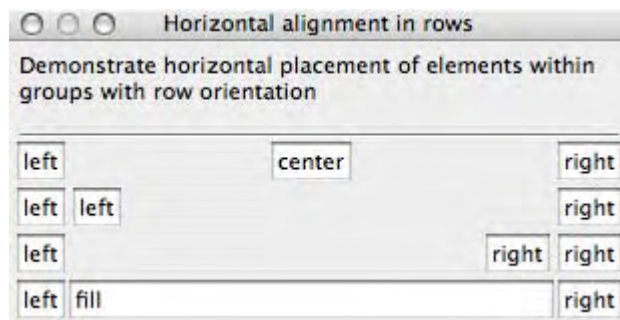 Horizontal alignment in rows
Demonstrate horizontal placement of elements within
groups with row orientation
left center right
left left right
left right right
left fill right